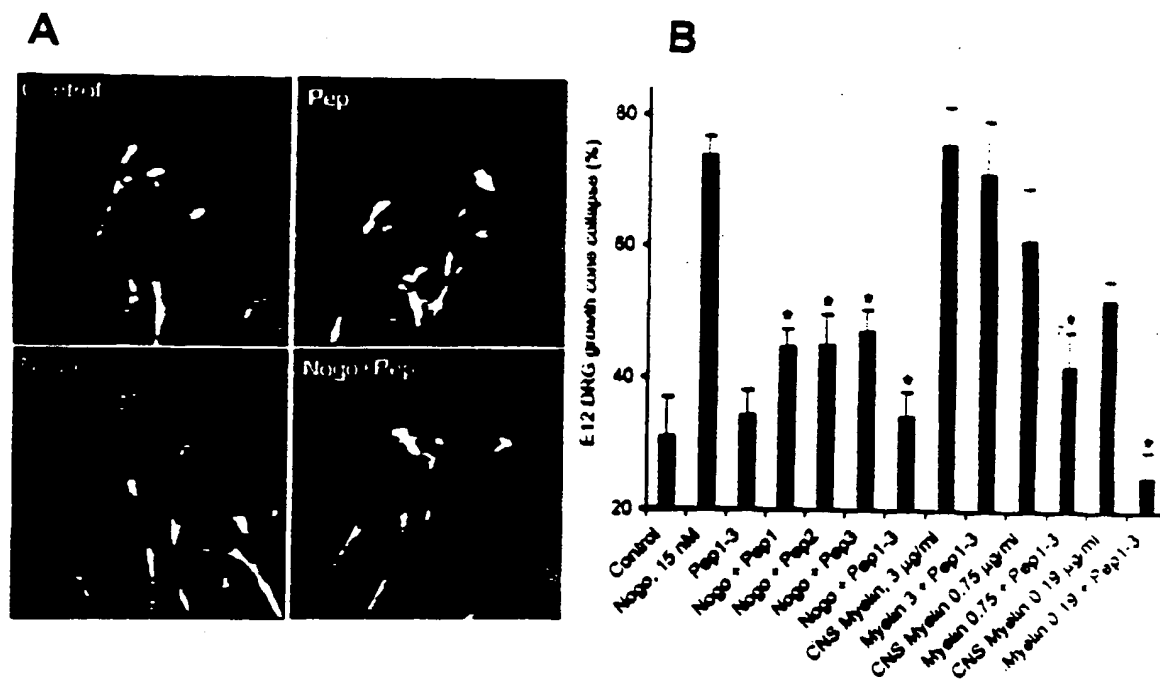 A
B
Control
Pep
Nogo+Pep
E12 DRG growth cone collapse (%)
80
60
40
20
Control
Nogo, 15 nM
Pep1-3
Nogo + Pep1
Nogo + Pep2
Nogo + Pep3
Nogo + Pep1-3
CNS Myelin, 3 µg/ml
Myelin 3 + Pep1-3
CNS Myelin 0.75 µg/ml
Myelin 0.75 + Pep1-3
CNS Myelin 0.19 µg/ml
Myelin 0.19 + Pep1-3